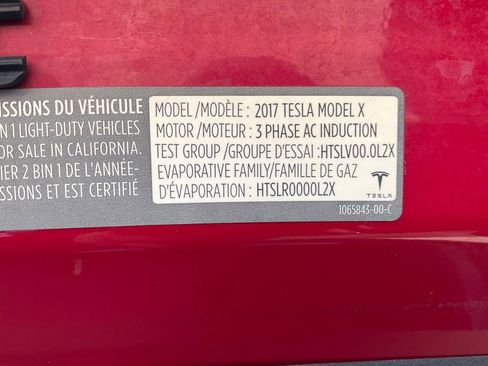 ISSIONS DU VÉHICULE
N 1 LIGHT-DUTY VEHICLES
SALE IN CALIFORNIA.
IER 2 BIN 1 DE L'ANNÉE-
ISSIONS ET EST CERTIFIÉ
MODEL /MODÈLE : 2017 TESLA MODEL X
MOTOR /MOTEUR : 3 PHASE AC INDUCTION
TEST GROUP /GROUPE D'ESSAI :HTSLV00.0L2X
EVAPORATIVE FAMILY/FAMILLE DE GAZ
D'ÉVAPORATION : HTSLR0000L2X
TESLA
1065843-00-C